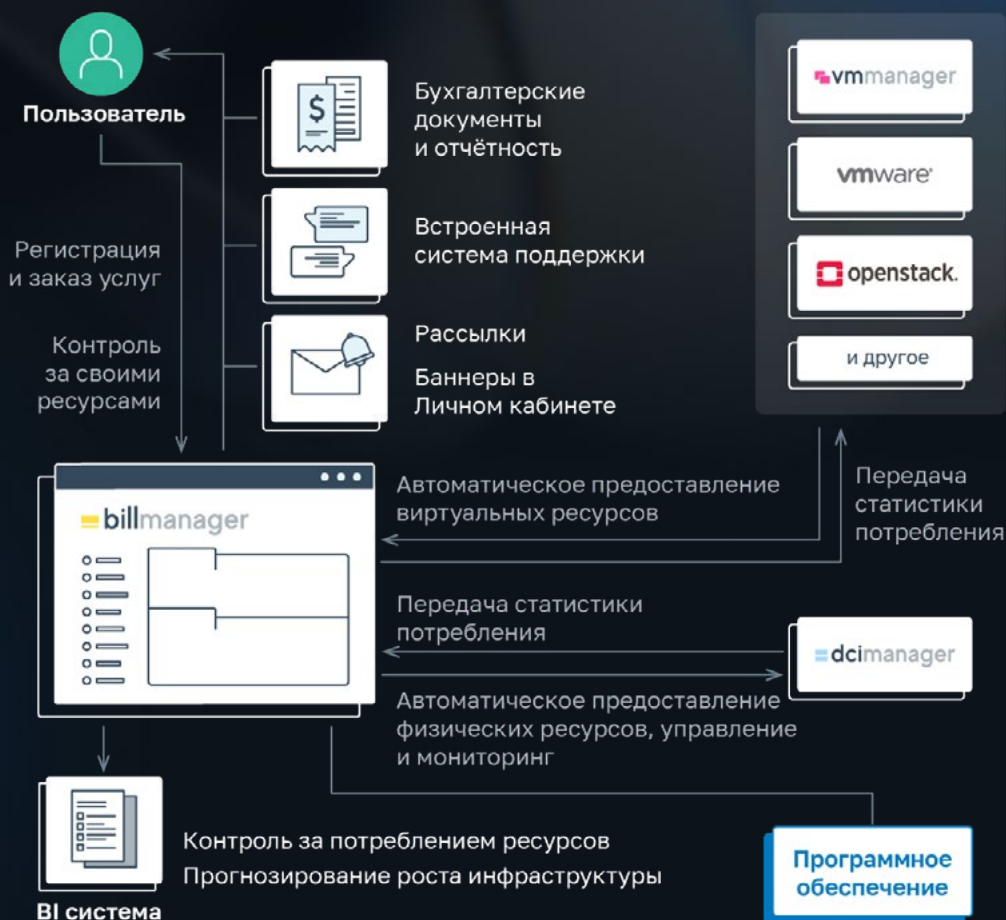 Пользователь
Регистрация
и заказ услуг
Контроль
за своими
ресурсами
$
Бухгалтерские
документы
и отчётность
Встроенная
система поддержки
Рассылки
Баннеры в
Личном кабинете
vmmanager
vmware®
openstack.
и другое
billmanager
Автоматическое предоставление
виртуальных ресурсов
Передача
статистики
потребления
Передача статистики
потребления
dcimanager
Автоматическое предоставление
физических ресурсов, управление
и мониторинг
BI система
Контроль за потреблением ресурсов
Прогнозирование роста инфраструктуры
Программное
обеспечение